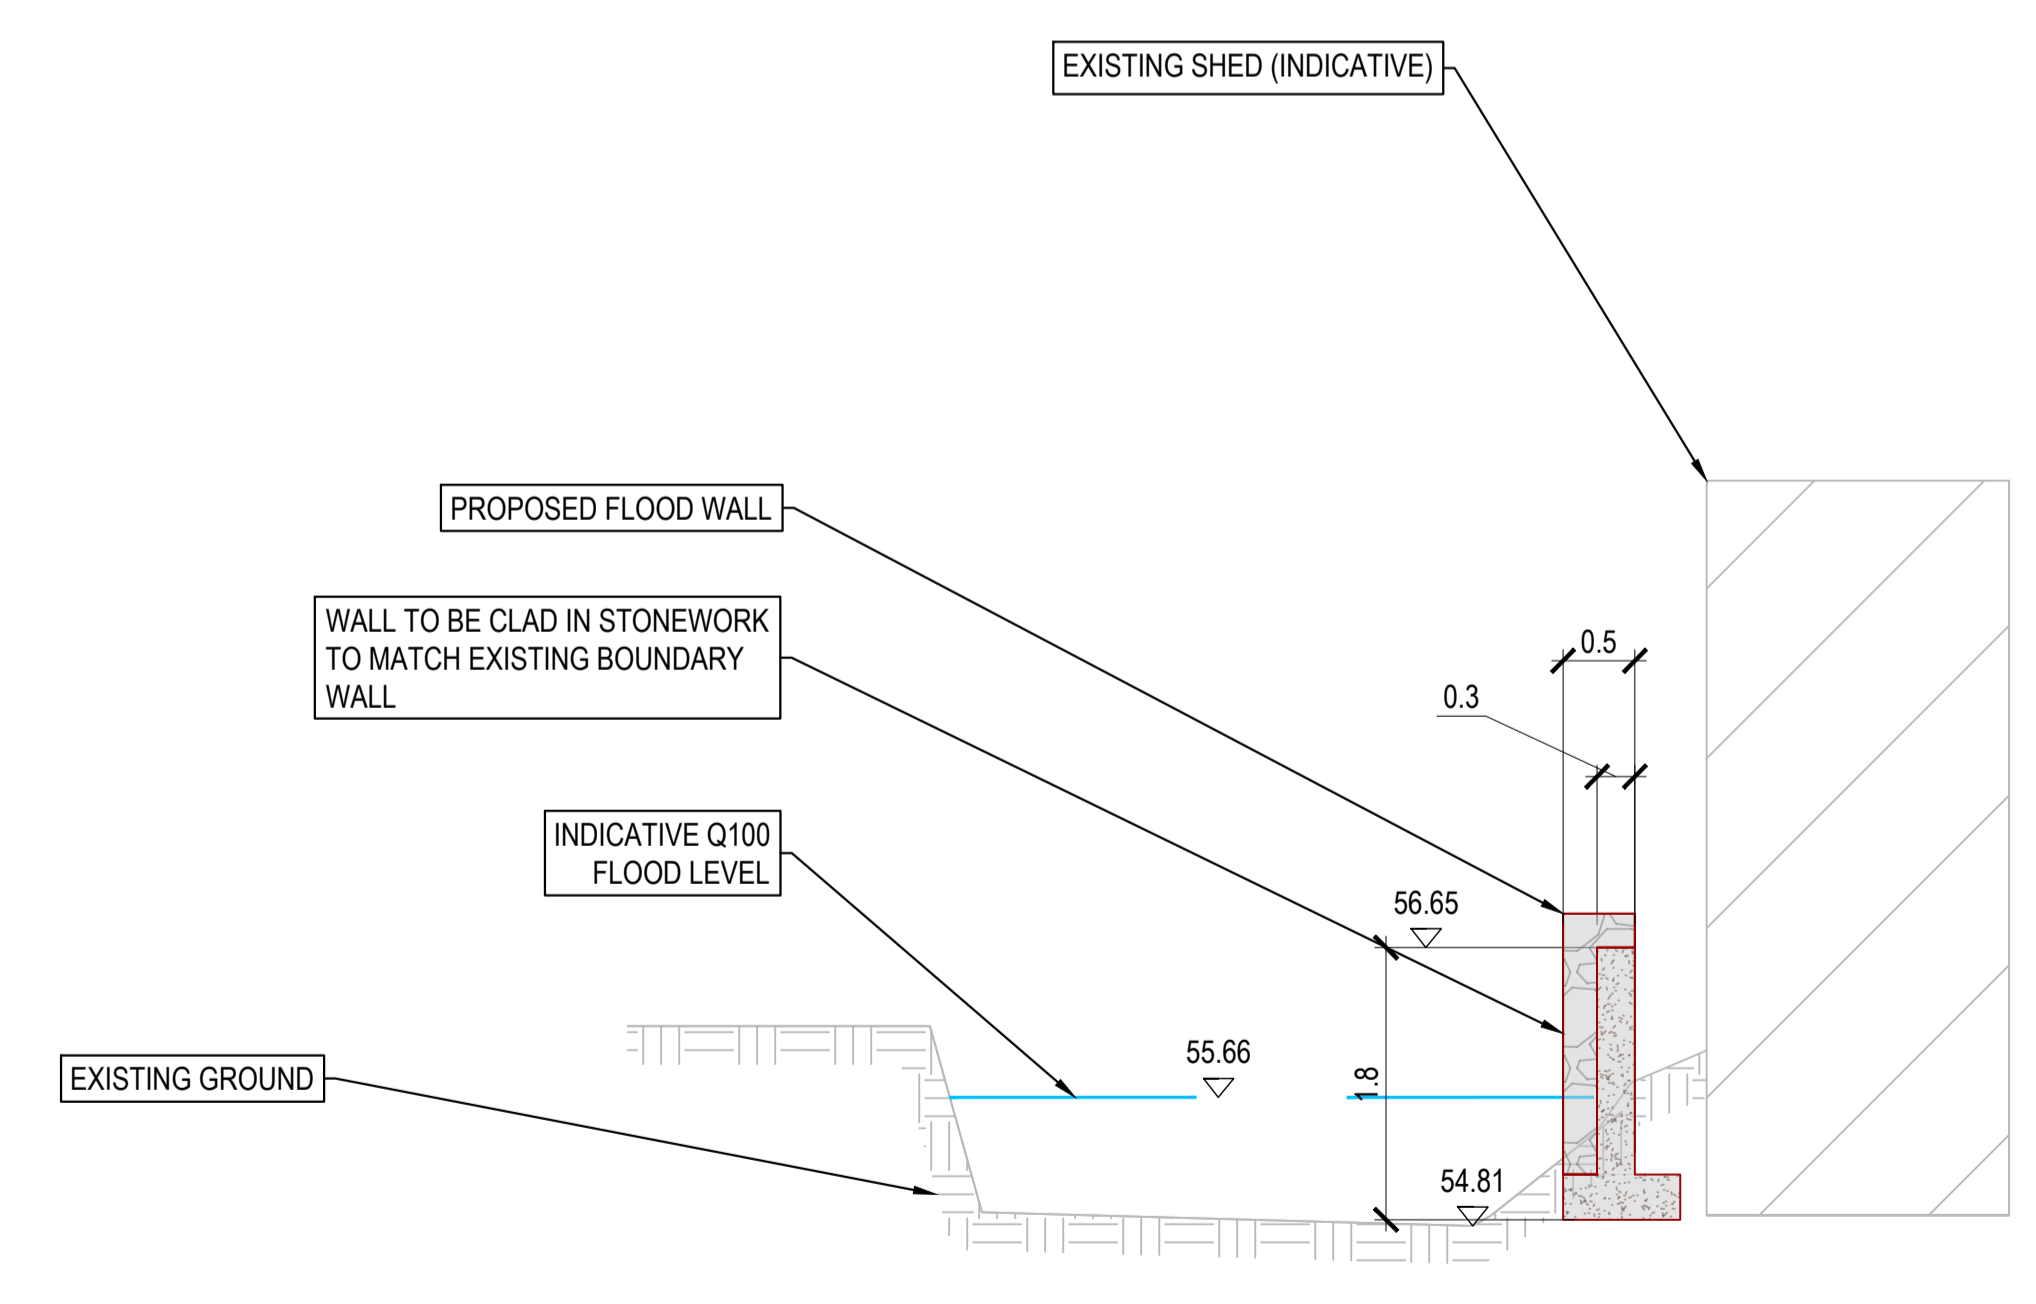 EXISTING SHED (INDICATIVE)
PROPOSED FLOOD WALL
WALL TO BE CLAD IN STONEWORK
TO MATCH EXISTING BOUNDARY
WALL
0.5
0.3
INDICATIVE Q100
FLOOD LEVEL
56.65
55.66
EXISTING GROUND
1.8
54.81